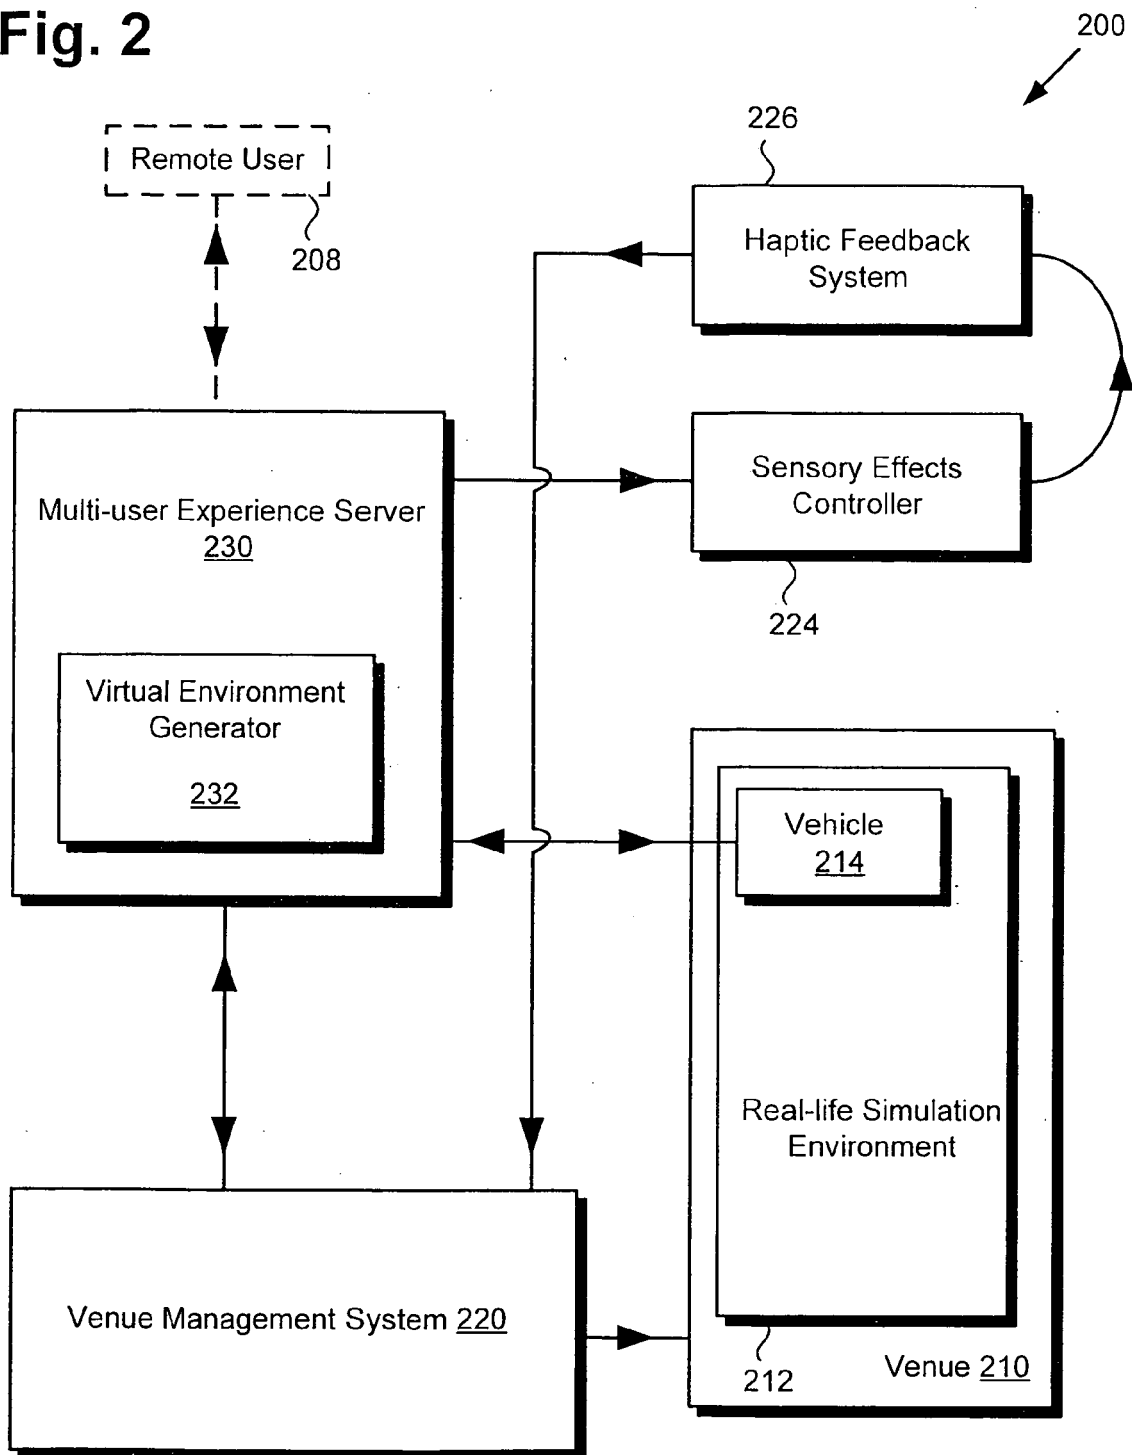 Fig. 2
200
Remote User
208
226
Haptic Feedback
System
Sensory Effects
Controller
224
Multi-user Experience Server
230
Virtual Environment
Generator
232
Vehicle
214
Real-life Simulation
Environment
212
Venue 210
Venue Management System 220